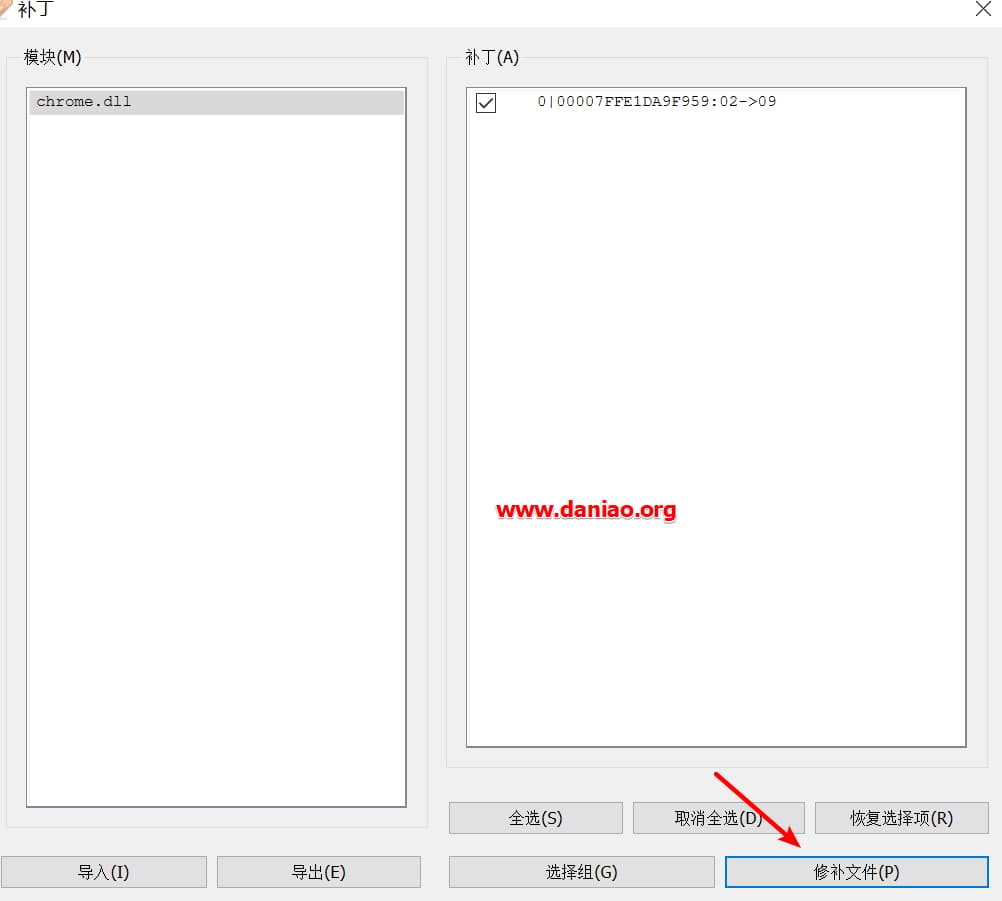 补丁
模块(M)
补丁(A)
chrome.dll
0|00007FFE1DA9F959:02->09
www.daniao.org
全选(S)
取消全选(D)
恢复选择项(R)
导入(I)
导出(E)
选择组(G)
修补文件(P)